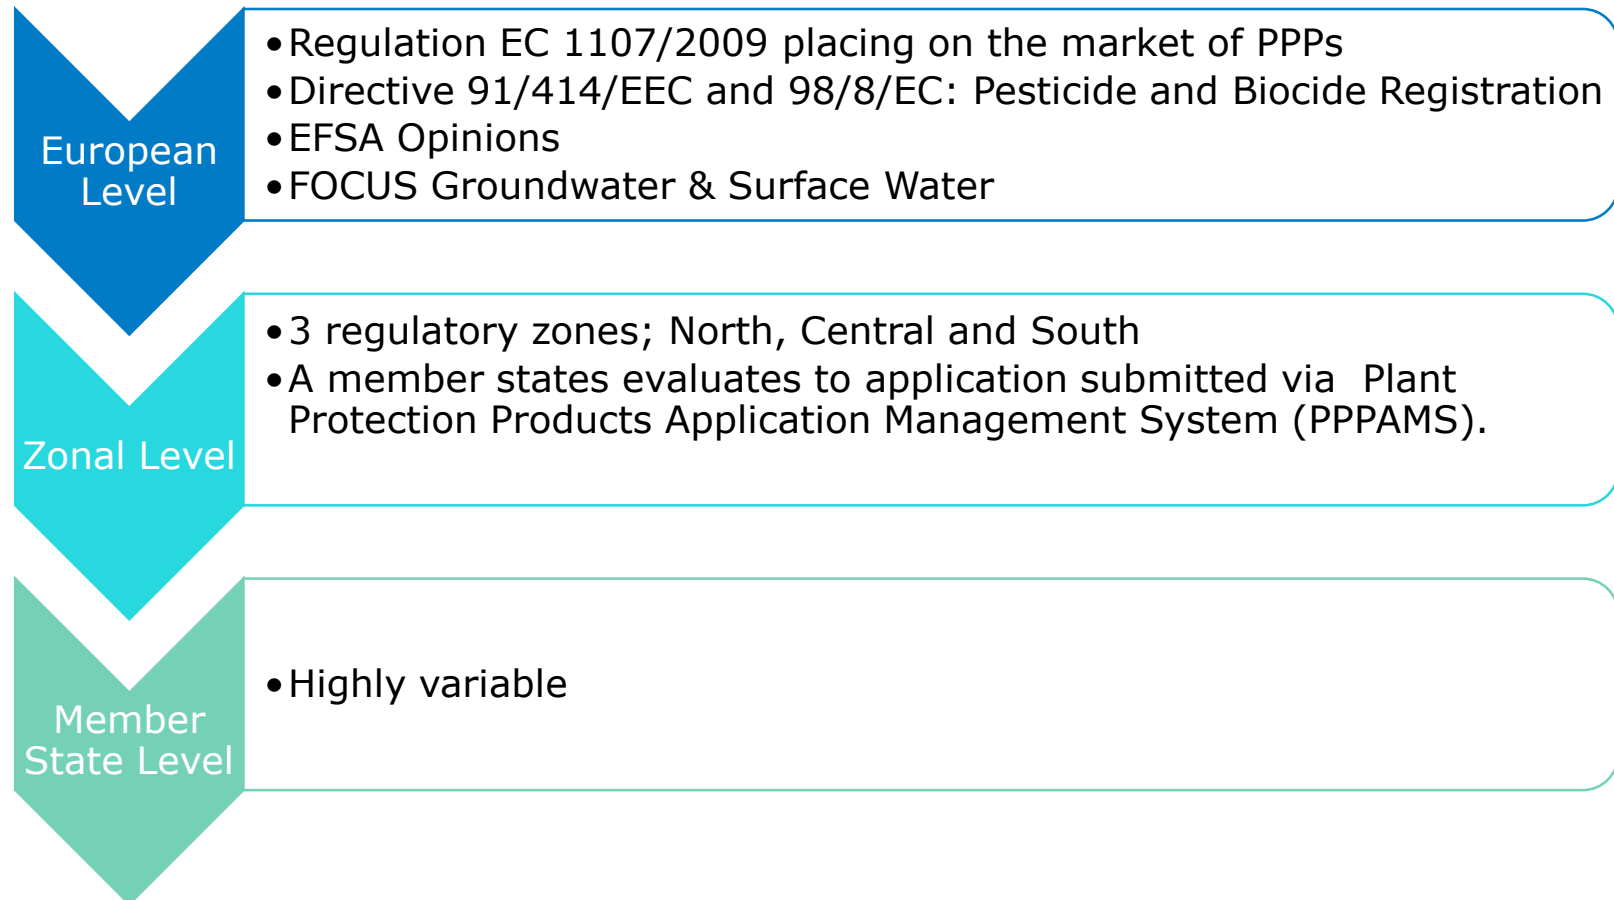 European
Level
•Regulation EC 1107/2009 placing on the market of PPPs
•Directive 91/414/EEC and 98/8/EC: Pesticide and Biocide Registration
•EFSA Opinions
•FOCUS Groundwater & Surface Water
Zonal Level
•3 regulatory zones; North, Central and South
•A member states evaluates to application submitted via  Plant
Protection Products Application Management System (PPPAMS).
Member
State Level
•Highly variable